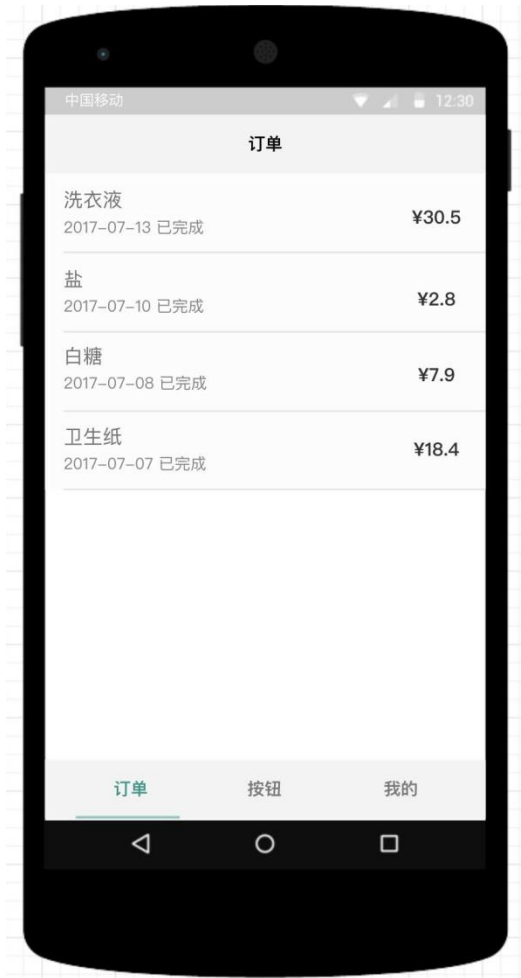 中国移动 12:30
订单
洗衣液
2017-07-13 已完成 ¥30.5
盐
2017-07-10 已完成 ¥2.8
白糖
2017-07-08 已完成 ¥7.9
卫生纸
2017-07-07 已完成 ¥18.4
订单 按钮 我的